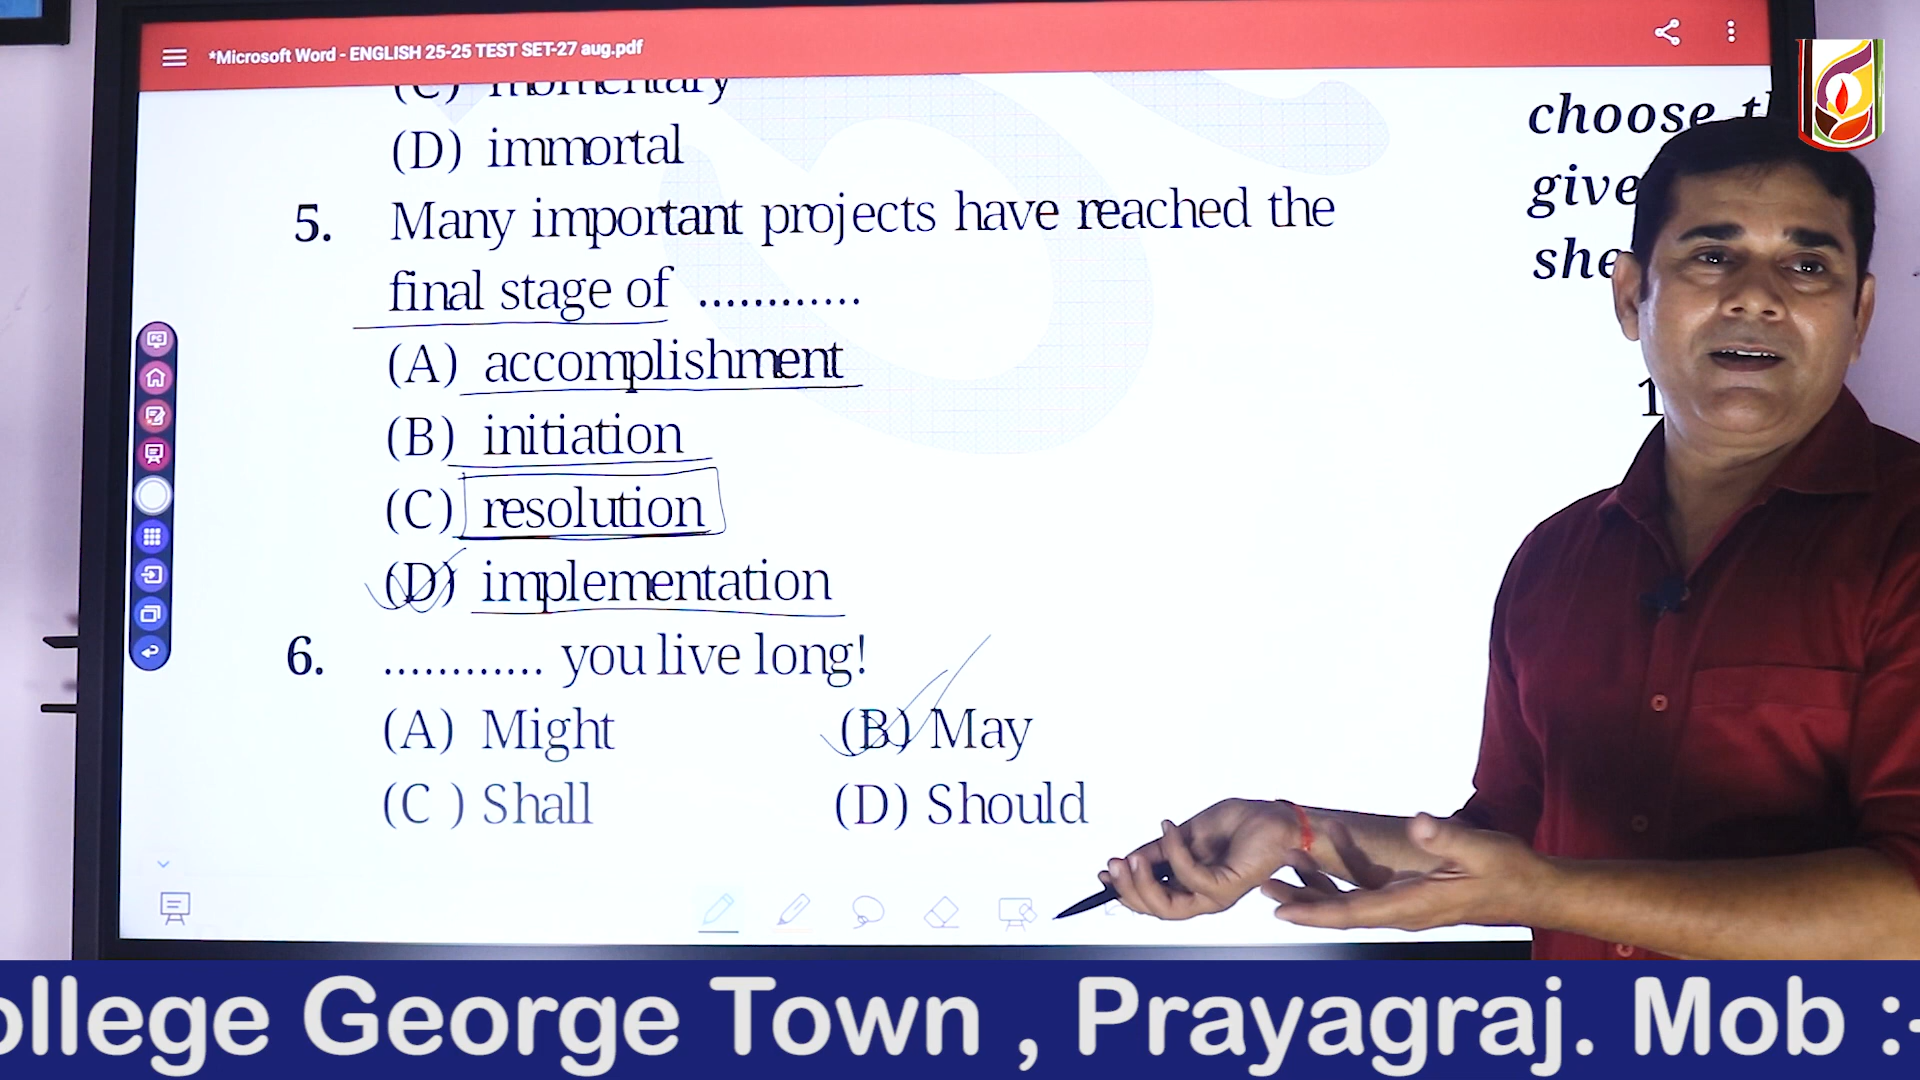 *Microsoft Word - ENGLISH 25-25 TEST SET-27 aug.pdf
(C) momentary
(D) immortal
5. Many important projects have reached the
final stage of ............
(A) accomplishment
(B) initiation
(C) resolution
(D) implementation
6. ............ you live long!
(A) Might (B) May
(C ) Shall (D) Should
choose
give
she
ollege George Town , Prayagraj. Mob :-